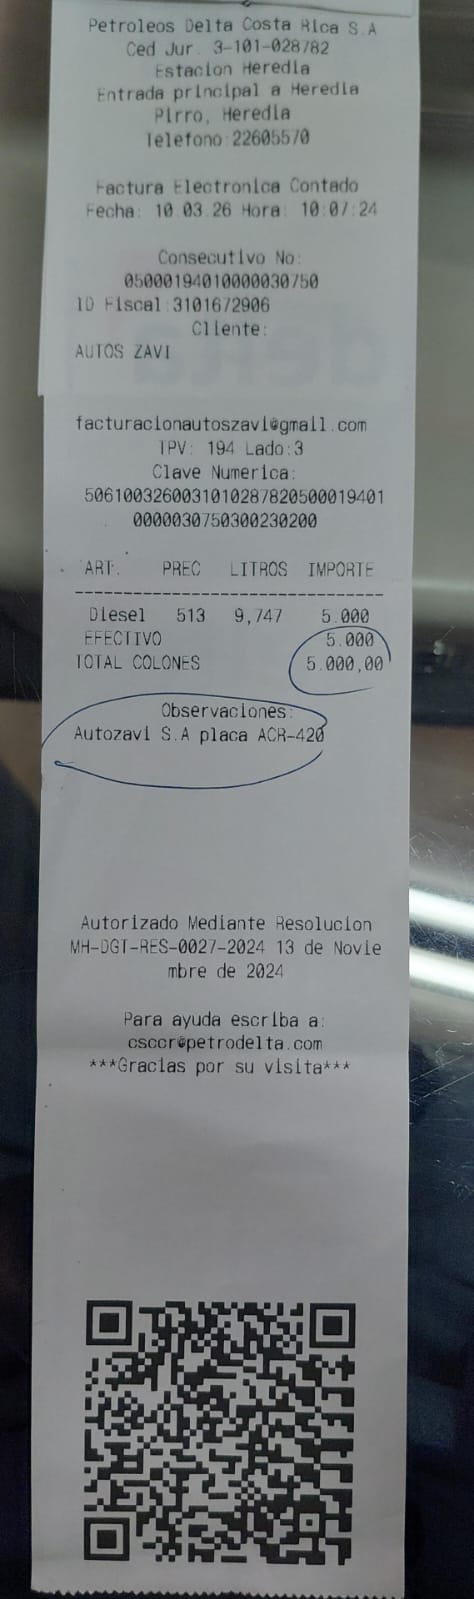 Petroleos Delta Costa Rica S.A
Ced Jur. 3-101-028782
Estacion Heredia
Entrada principal a Heredia
Pirro, Heredia
Telefono:22605570
Factura Electronica Contado
Fecha: 10.03.26 Hora: 10:07:24
Consecutivo No:
05000194010000030750
ID Fiscal:3101672906
Cliente:
AUTOS ZAVI
facturacionautoszavi@gmail.com
TPV: 194 Lado:3
Clave Numerica:
5061003260031010287820500019401
0000030750300230200
ART. PREC LITROS IMPORTE
--------------------------------
Diesel 513 9,747 5.000
EFECTIVO 5.000
TOTAL COLONES 5.000,00
Observaciones:
Autozavi S.A placa ACR-420
Autorizado Mediante Resolucion
MH-DGT-RES-0027-2024 13 de Novie
mbre de 2024
Para ayuda escriba a:
csccr@petrodelta.com
***Gracias por su visita***